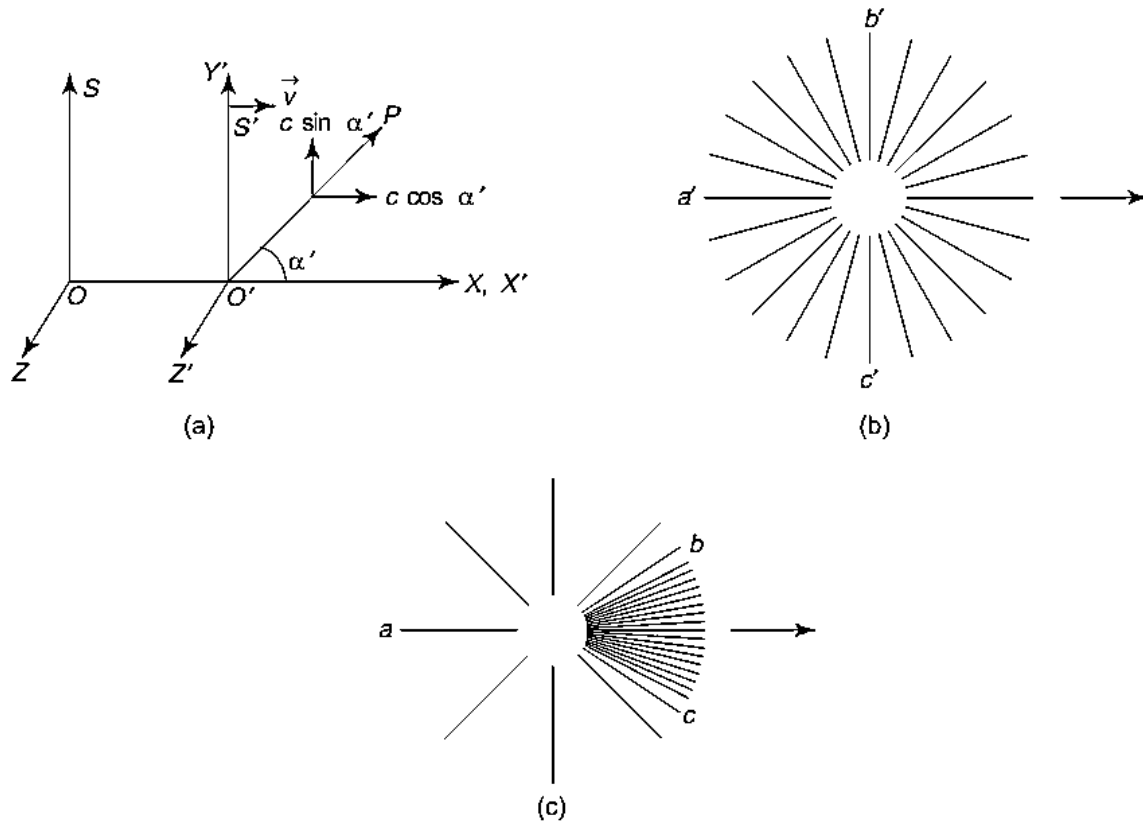 S
Y'
v
S'
c sin α'
P
c cos α'
α'
O
O'
X, X'
Z
Z'
(a)
b'
a'
c'
(b)
b
a
c
(c)